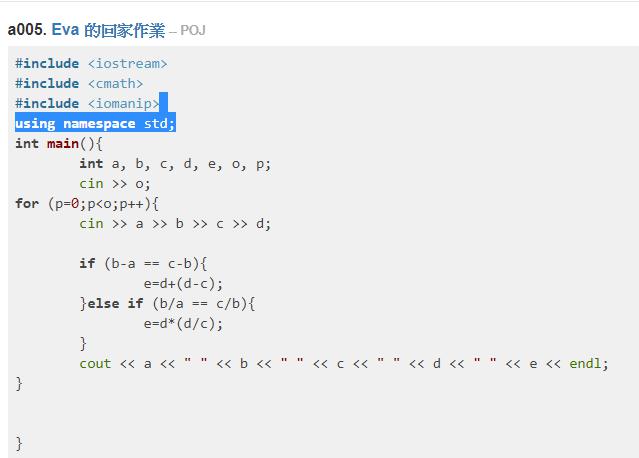 a005. Eva 的回家作業 -- POJ
#include <iostream>
#include <cmath>
#include <iomanip>
using namespace std;
int main(){
int a, b, c, d, e, o, p;
cin >> o;
for (p=0;p<o;p++){
cin >> a >> b >> c >> d;
if (b-a == c-b){
e=d+(d-c);
}else if (b/a == c/b){
e=d*(d/c);
}
cout << a << " " << b << " " << c << " " << d << " " << e << endl;
}
}